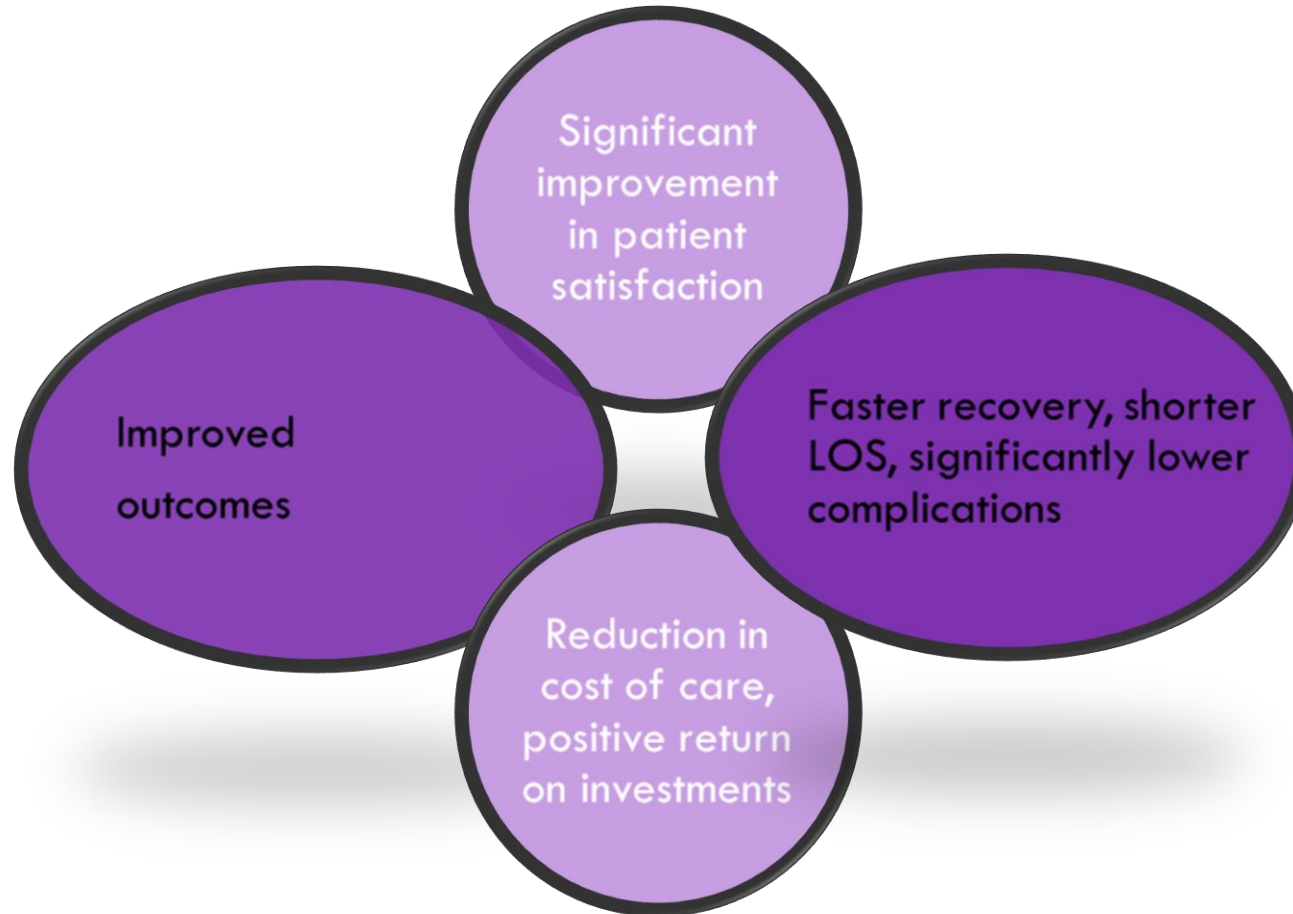 Significant
improvement
in patient
satisfaction
Improved
outcomes
Faster recovery, shorter
LOS, significantly lower
complications
Reduction in
cost of care,
positive return
on investments